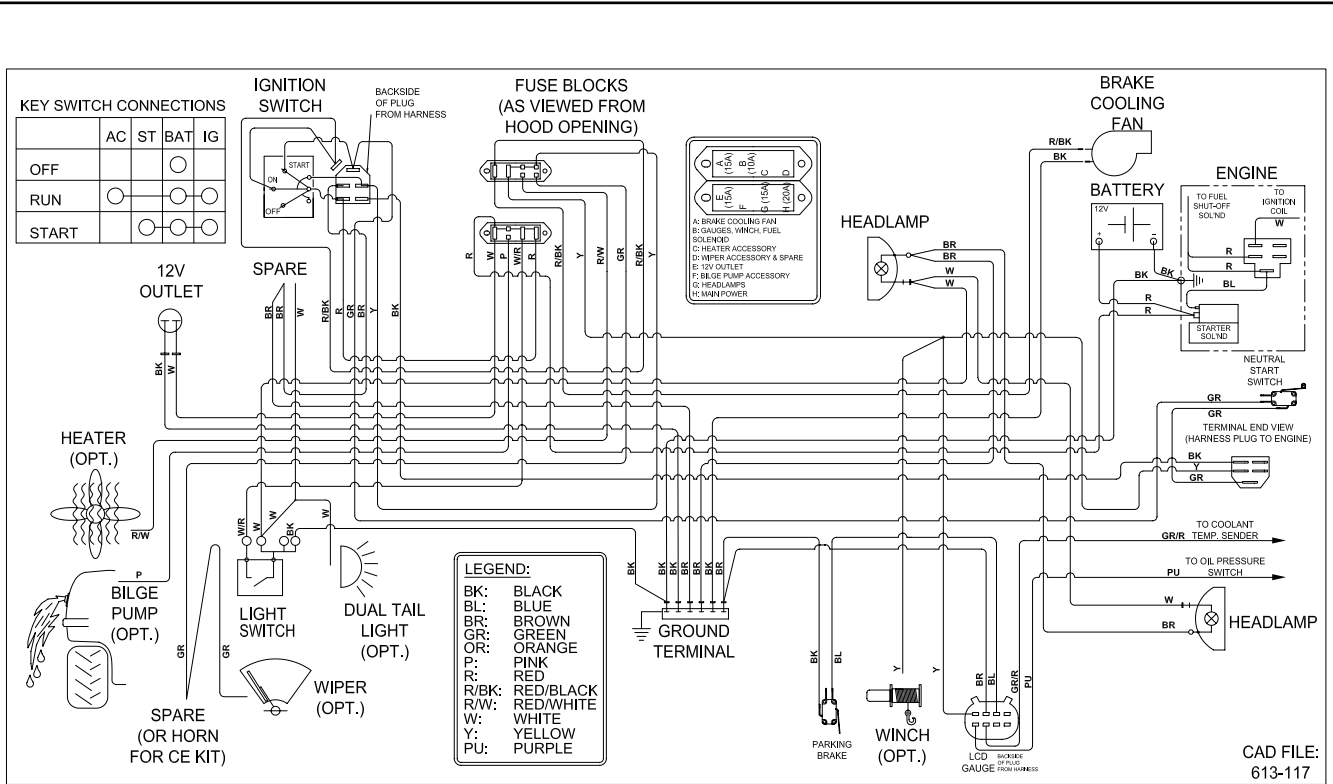 KEY SWITCH CONNECTIONS
AC ST BAT IG
OFF
RUN
START
IGNITION
SWITCH
BACKSIDE
OF PLUG
FROM HARNESS
START
ON
OFF
FUSE BLOCKS
(AS VIEWED FROM
HOOD OPENING)
A
(15A)
B
(10A)
C
D
E
(15A)
F
G (15A)
H (20A)
A: BRAKE COOLING FAN
B: GAUGES, WINCH, FUEL
SOLENOID
C: HEATER ACCESSORY
D: WIPER ACCESSORY & SPARE
E: 12V OUTLET
F: BILGE PUMP ACCESSORY
G: HEADLAMPS
H: MAIN POWER
BRAKE
COOLING
FAN
R/BK
BK
BATTERY
12V
+
-
ENGINE
TO FUEL
SHUT-OFF
SOL'ND
TO
IGNITION
COIL
W
R
R
BL
BK
BK
R
R
STARTER
SOL'ND
HEADLAMP
BR
BR
W
W
NEUTRAL
START
SWITCH
GR
GR
TERMINAL END VIEW
(HARNESS PLUG TO ENGINE)
BK
Y
GR
12V
OUTLET
BK
W
SPARE
BR
BR
W
R/BK
R
GR
BR
Y
BK
R
W
P
W/R
R
R/BK
Y
R/W
GR
R/BK
Y
HEATER
(OPT.)
R/W
P
BILGE
PUMP
(OPT.)
GR
GR
SPARE
(OR HORN
FOR CE KIT)
W/R
W
W
BK
W
LIGHT
SWITCH
DUAL TAIL
LIGHT
(OPT.)
WIPER
(OPT.)
LEGEND:
BK: BLACK
BL: BLUE
BR: BROWN
GR: GREEN
OR: ORANGE
P: PINK
R: RED
R/BK: RED/BLACK
R/W: RED/WHITE
W: WHITE
Y: YELLOW
PU: PURPLE
BK
BK
BK
BR
BR
BK
BR
GROUND
TERMINAL
BK
BL
PARKING
BRAKE
Y
WINCH
(OPT.)
Y
BR
BL
GR/R
PU
LCD
GAUGE
BACKSIDE
OF PLUG
FROM HARNESS
TO COOLANT
GR/R TEMP. SENDER
TO OIL PRESSURE
PU SWITCH
W
BR
HEADLAMP
CAD FILE:
613-117